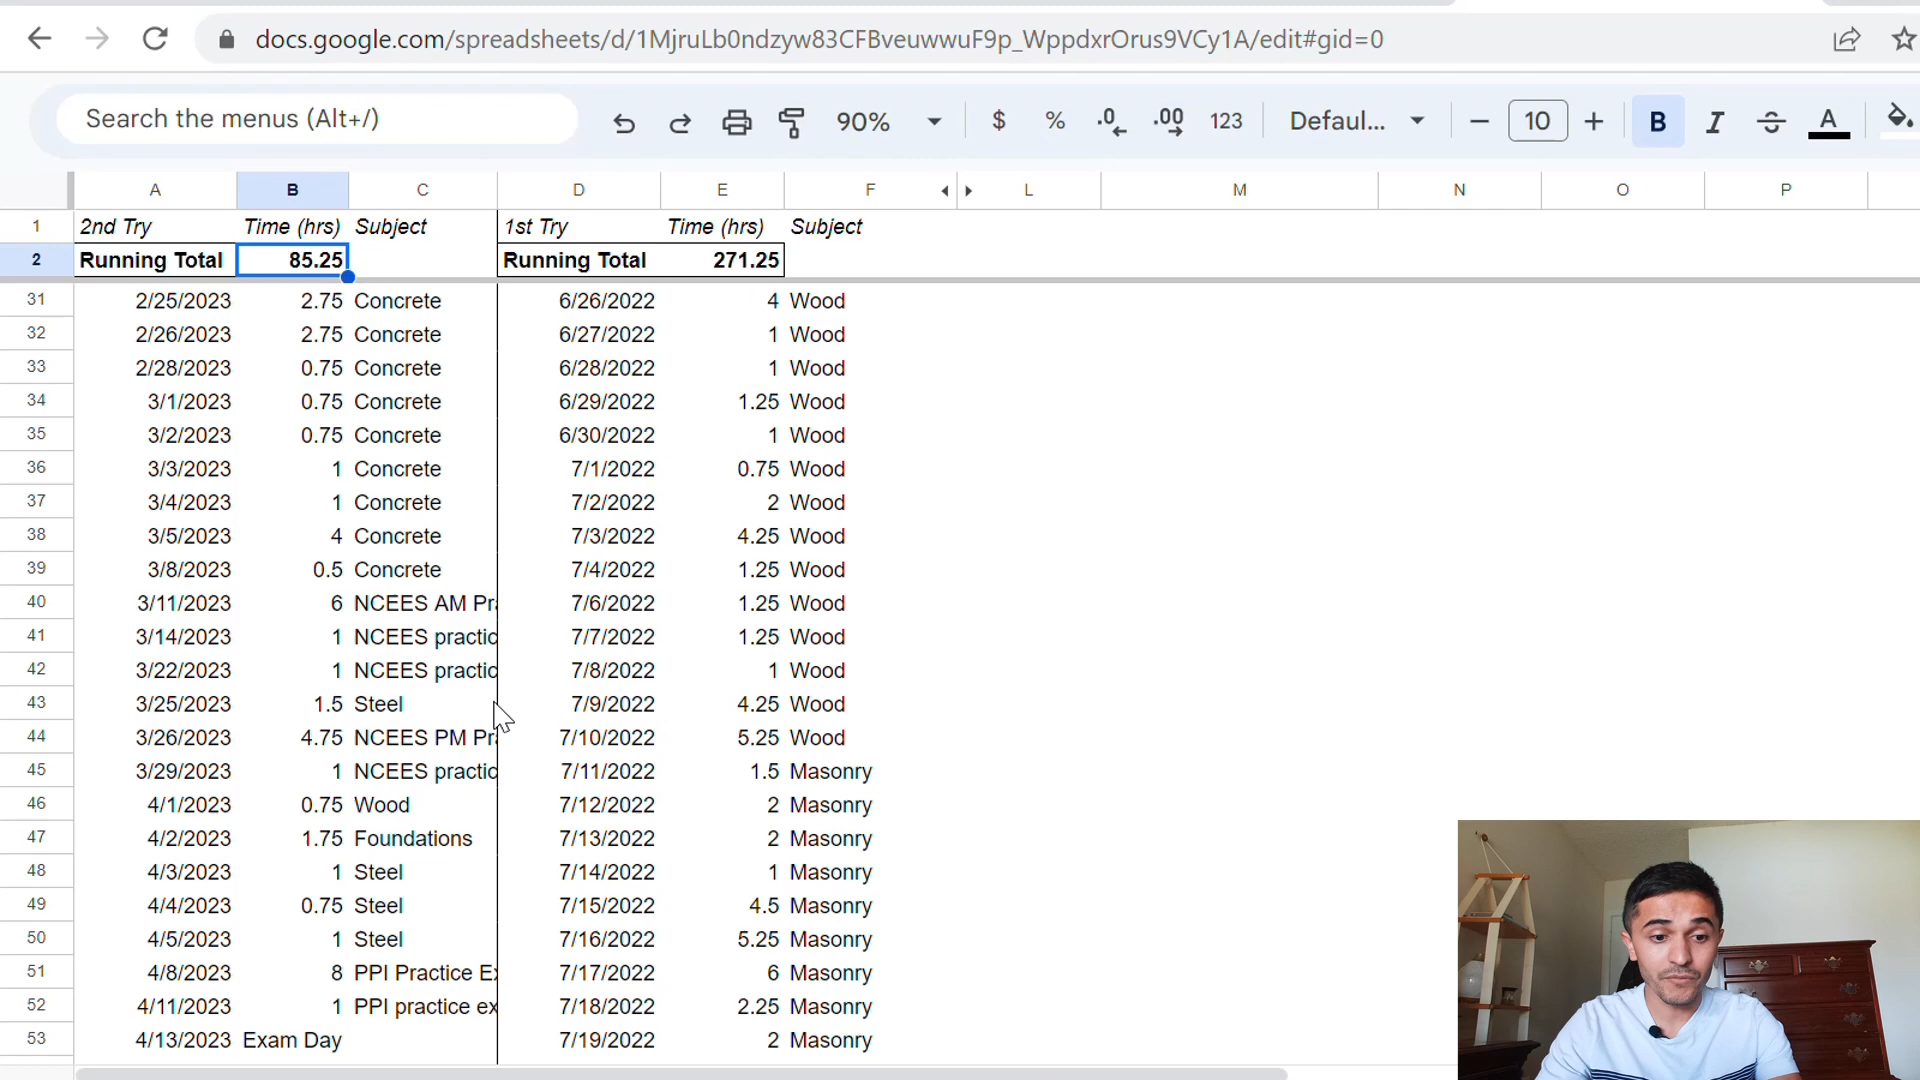 docs.google.com/spreadsheets/d/1MjruLb0ndzyw83CFBveuwwuF9p_WppdxrOrus9VCy1A/edit#gid=0
Search the menus (Alt+/) 90% $ % .0 .00 123 Defaul... 10 B I S A
A B C D E F L M N O P
1 2nd Try Time (hrs) Subject 1st Try Time (hrs) Subject
2 Running Total 85.25 Running Total 271.25
31 2/25/2023 2.75 Concrete 6/26/2022 4 Wood
32 2/26/2023 2.75 Concrete 6/27/2022 1 Wood
33 2/28/2023 0.75 Concrete 6/28/2022 1 Wood
34 3/1/2023 0.75 Concrete 6/29/2022 1.25 Wood
35 3/2/2023 0.75 Concrete 6/30/2022 1 Wood
36 3/3/2023 1 Concrete 7/1/2022 0.75 Wood
37 3/4/2023 1 Concrete 7/2/2022 2 Wood
38 3/5/2023 4 Concrete 7/3/2022 4.25 Wood
39 3/8/2023 0.5 Concrete 7/4/2022 1.25 Wood
40 3/11/2023 6 NCEES AM Pra 7/6/2022 1.25 Wood
41 3/14/2023 1 NCEES practic 7/7/2022 1.25 Wood
42 3/22/2023 1 NCEES practic 7/8/2022 1 Wood
43 3/25/2023 1.5 Steel 7/9/2022 4.25 Wood
44 3/26/2023 4.75 NCEES PM Pra 7/10/2022 5.25 Wood
45 3/29/2023 1 NCEES practic 7/11/2022 1.5 Masonry
46 4/1/2023 0.75 Wood 7/12/2022 2 Masonry
47 4/2/2023 1.75 Foundations 7/13/2022 2 Masonry
48 4/3/2023 1 Steel 7/14/2022 1 Masonry
49 4/4/2023 0.75 Steel 7/15/2022 4.5 Masonry
50 4/5/2023 1 Steel 7/16/2022 5.25 Masonry
51 4/8/2023 8 PPI Practice Ex 7/17/2022 6 Masonry
52 4/11/2023 1 PPI practice ex 7/18/2022 2.25 Masonry
53 4/13/2023 Exam Day 7/19/2022 2 Masonry